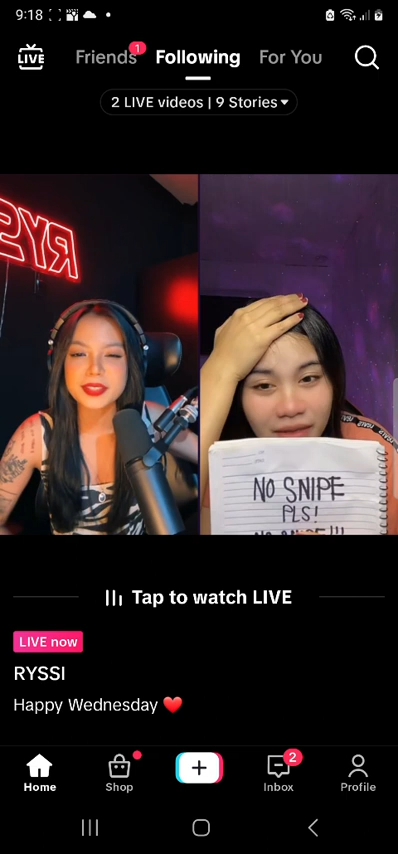 9:18
LIVE
Friends
1
Following
For You
2 LIVE videos | 9 Stories
RYS
NO SNIPE
PLS!
Tap to watch LIVE
LIVE now
RYSSI
Happy Wednesday ❤️
Home
Shop
Inbox
2
Profile